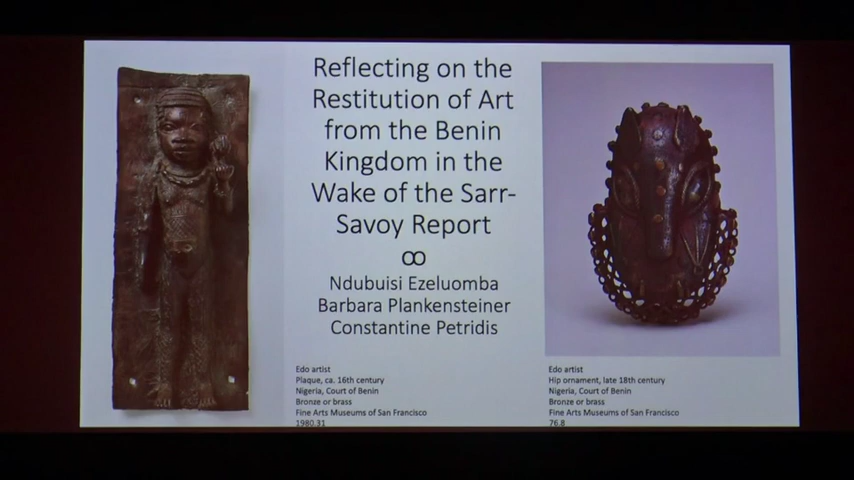 Reflecting on the
Restitution of Art
from the Benin
Kingdom in the
Wake of the Sarr-
Savoy Report
Ndubuisi Ezeluomba
Barbara Plankensteiner
Constantine Petridis
Edo artist
Plaque, ca. 16th century
Nigeria, Court of Benin
Bronze or brass
Fine Arts Museums of San Francisco
1980.31
Edo artist
Hip ornament, late 18th century
Nigeria, Court of Benin
Bronze or brass
Fine Arts Museums of San Francisco
76.8